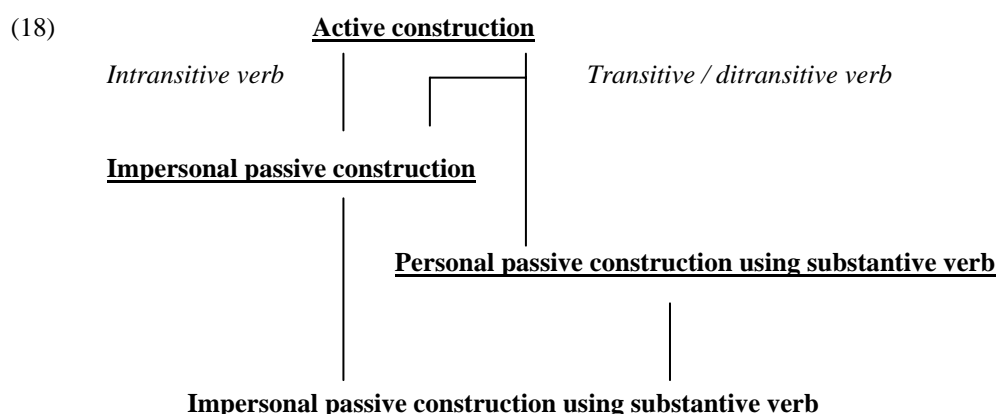 (18) Active construction
Intransitive verb Transitive / ditransitive verb
Impersonal passive construction
Personal passive construction using substantive verb
Impersonal passive construction using substantive verb